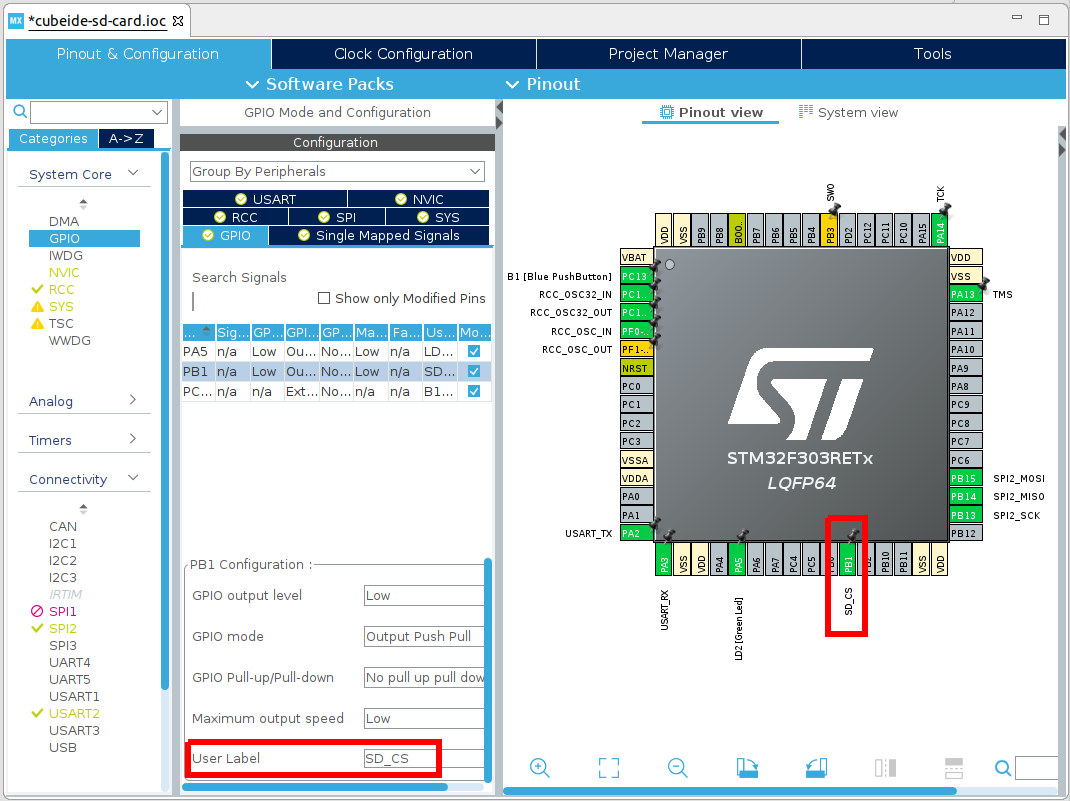 MX *cubeide-sd-card.ioc
Pinout & Configuration
Clock Configuration
Project Manager
Tools
Software Packs
Pinout
Categories
A->Z
System Core
DMA
GPIO
IWDG
NVIC
RCC
SYS
TSC
WWDG
Analog
Timers
Connectivity
CAN
I2C1
I2C2
I2C3
IRTIM
SPI1
SPI2
SPI3
UART4
UART5
USART1
USART2
USART3
USB
GPIO Mode and Configuration
Configuration
Group By Peripherals
USART
NVIC
RCC
SPI
SYS
GPIO
Single Mapped Signals
Search Signals
Show only Modified Pins
... Sig... GP... GPI... GP... Ma... Fa... Us... Mo...
PA5 n/a Low Ou... No... Low n/a LD...
PB1 n/a Low Ou... No... Low n/a SD...
PC... n/a n/a Ext... No... n/a n/a B1...
PB1 Configuration :
GPIO output level Low
GPIO mode Output Push Pull
GPIO Pull-up/Pull-down No pull up pull dow
Maximum output speed Low
User Label SD_CS
Pinout view
System view
SWO
TCK
VDD
VSS
PB9
PB8
BOO..
PB7
PB6
PB5
PB4
PB3
PD2
PC12
PC11
PC10
PA15
PA14
VBAT
B1 [Blue PushButton] PC13
RCC_OSC32_IN PC1..
RCC_OSC32_OUT PC1..
RCC_OSC_IN PF0-..
RCC_OSC_OUT PF1-..
NRST
PC0
PC1
PC2
PC3
VSSA
VDDA
PA0
PA1
USART_TX PA2
STM32F303RETx
LQFP64
VDD
VSS
PA13 TMS
PA12
PA11
PA10
PA9
PA8
PC9
PC8
PC7
PC6
PB15 SPI2_MOSI
PB14 SPI2_MISO
PB13 SPI2_SCK
PB12
PA3
VSS
VDD
PA4
PA5
PA6
PA7
PC4
PC5
PB1
PB10
PB11
VSS
VDD
USART_RX
LD2 [Green Led]
SD_CS